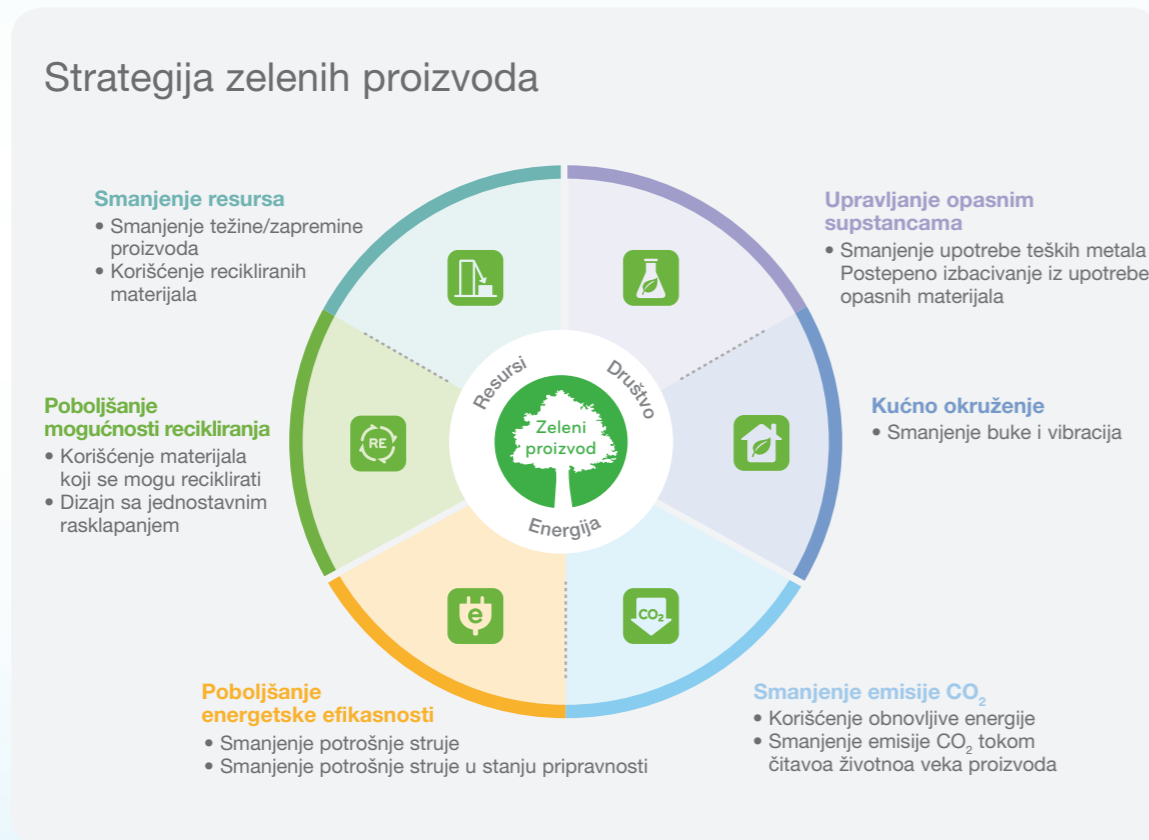 Strategija zelenih proizvoda
Smanjenje resursa
• Smanjenje težine/zapremine
proizvoda
• Korišćenje recikliranih
materijala
Upravljanje opasnim
supstancama
• Smanjenje upotrebe teških metala
Postepeno izbacivanje iz upotrebe
opasnih materijala
Poboljšanje
mogućnosti recikliranja
• Korišćenje materijala
koji se mogu reciklirati
• Dizajn sa jednostavnim
rasklapanjem
Kućno okruženje
• Smanjenje buke i vibracija
Resursi
Društvo
Energija
Zeleni
proizvod
RE
e
CO₂
Poboljšanje
energetske efikasnosti
• Smanjenje potrošnje struje
• Smanjenje potrošnje struje u stanju pripravnosti
Smanjenje emisije CO₂
• Korišćenje obnovljive energije
• Smanjenje emisije CO₂ tokom
čitavoa životnoa veka proizvoda